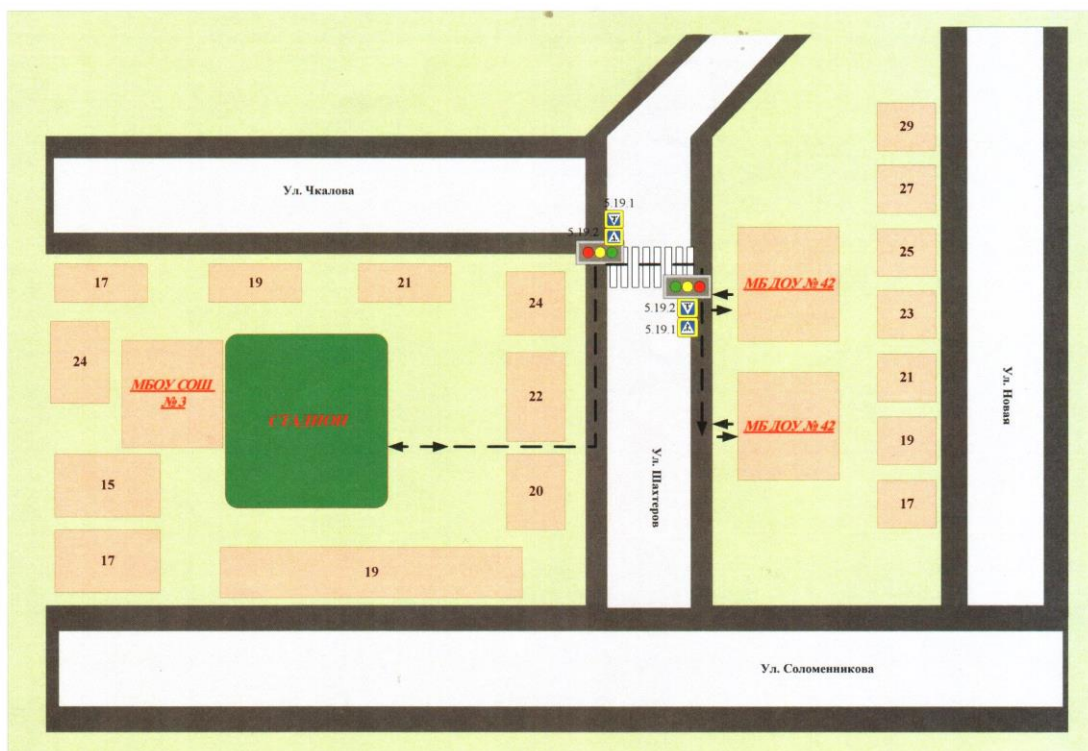 29
27
Ул. Чкалова
5.19.1
5.19.2
25
МБ ДОУ № 42
17
19
21
24
5.19.2
23
5.19.1
24
МБОУ СОШ
№ 3
22
21
Ул. Новая
СТАДИОН
МБ ДОУ № 42
19
15
20
Ул. Шахтеров
17
17
19
Ул. Соломенникова